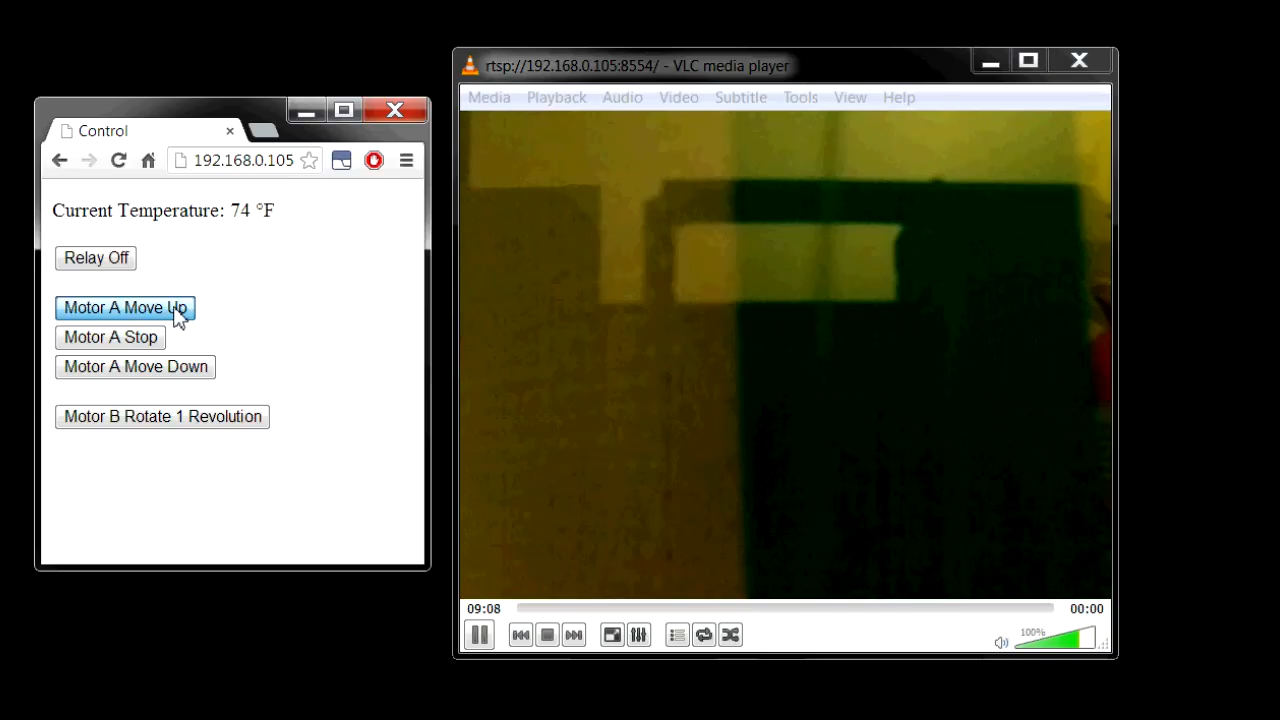 Control
192.168.0.105
Current Temperature: 74 °F
Relay Off
Motor A Move Up
Motor A Stop
Motor A Move Down
Motor B Rotate 1 Revolution
rtsp://192.168.0.105:8554/ - VLC media player
Media Playback Audio Video Subtitle Tools View Help
09:08 00:00
100%